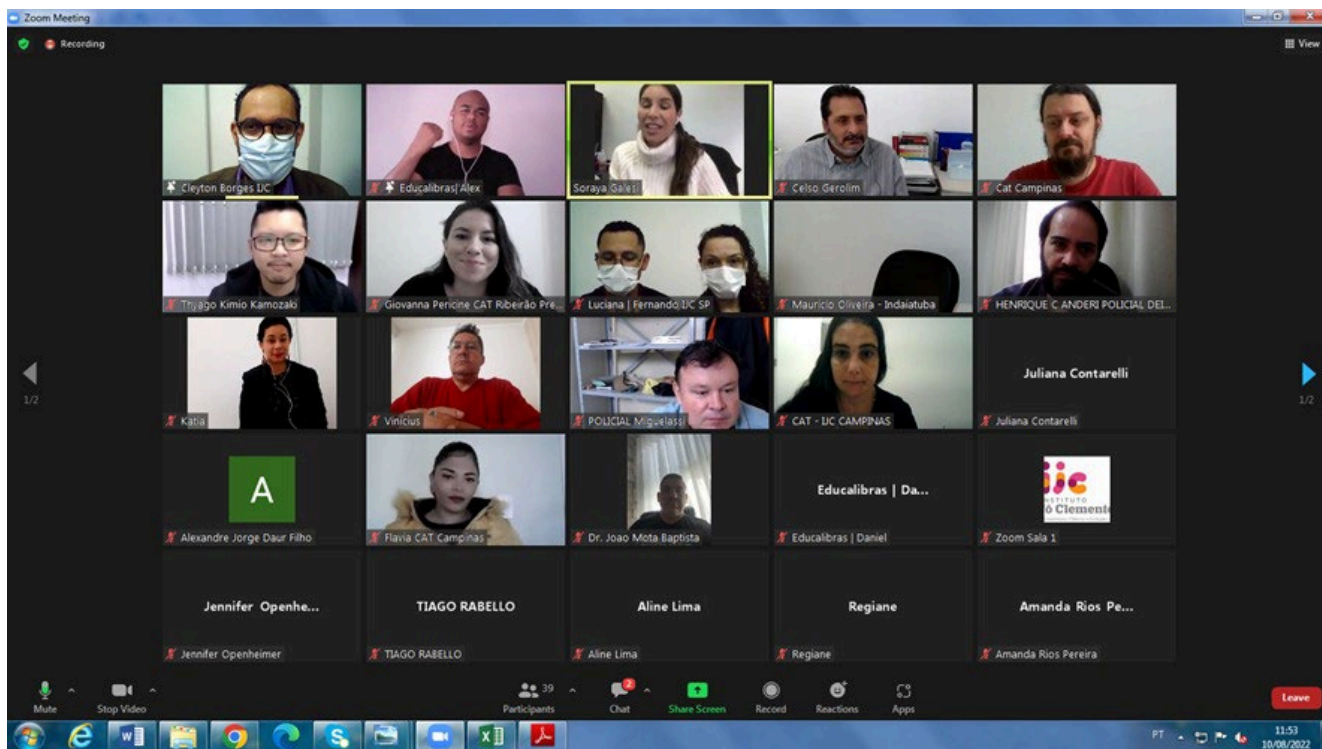 Zoom Meeting
Recording
View
Cleyton Borges IJC
Educalibras| Alex
Soraya Galesi
Celso Gerolim
Cat Campinas
Thyago Kimio Kamozaki
Giovanna Pericine CAT Ribeirão Pre...
Luciana | Fernando IJC SP
Mauricio Oliveira - Indaiatuba
HENRIQUE C ANDERI POLICIAL DEI...
Juliana Contarelli
1/2
1/2
Katia
Vinícius
POLICIAL Miguelassi
CAT - IJC CAMPINAS
Juliana Contarelli
A
Educalibras | Da...
ijc
Alexandre Jorge Daur Filho
Flavia CAT Campinas
Dr. Joao Mota Baptista
Educalibras | Daniel
Zoom Sala 1
Jennifer Openhe...
TIAGO RABELLO
Aline Lima
Regiane
Amanda Rios Pe...
Jennifer Openheimer
TIAGO RABELLO
Aline Lima
Regiane
Amanda Rios Pereira
39
2
Mute
Stop Video
Participants
Chat
Share Screen
Record
Reactions
Apps
Leave
PT
11:53
10/08/2022